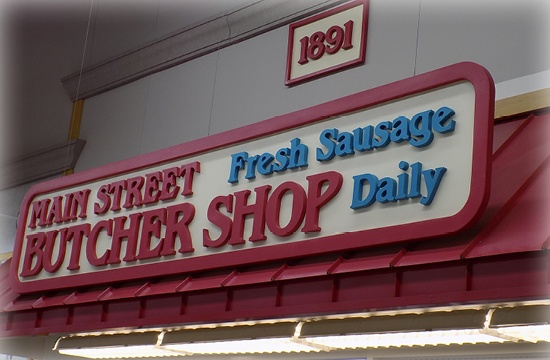 1891
MAIN STREET
BUTCHER SHOP
Fresh Sausage
Daily